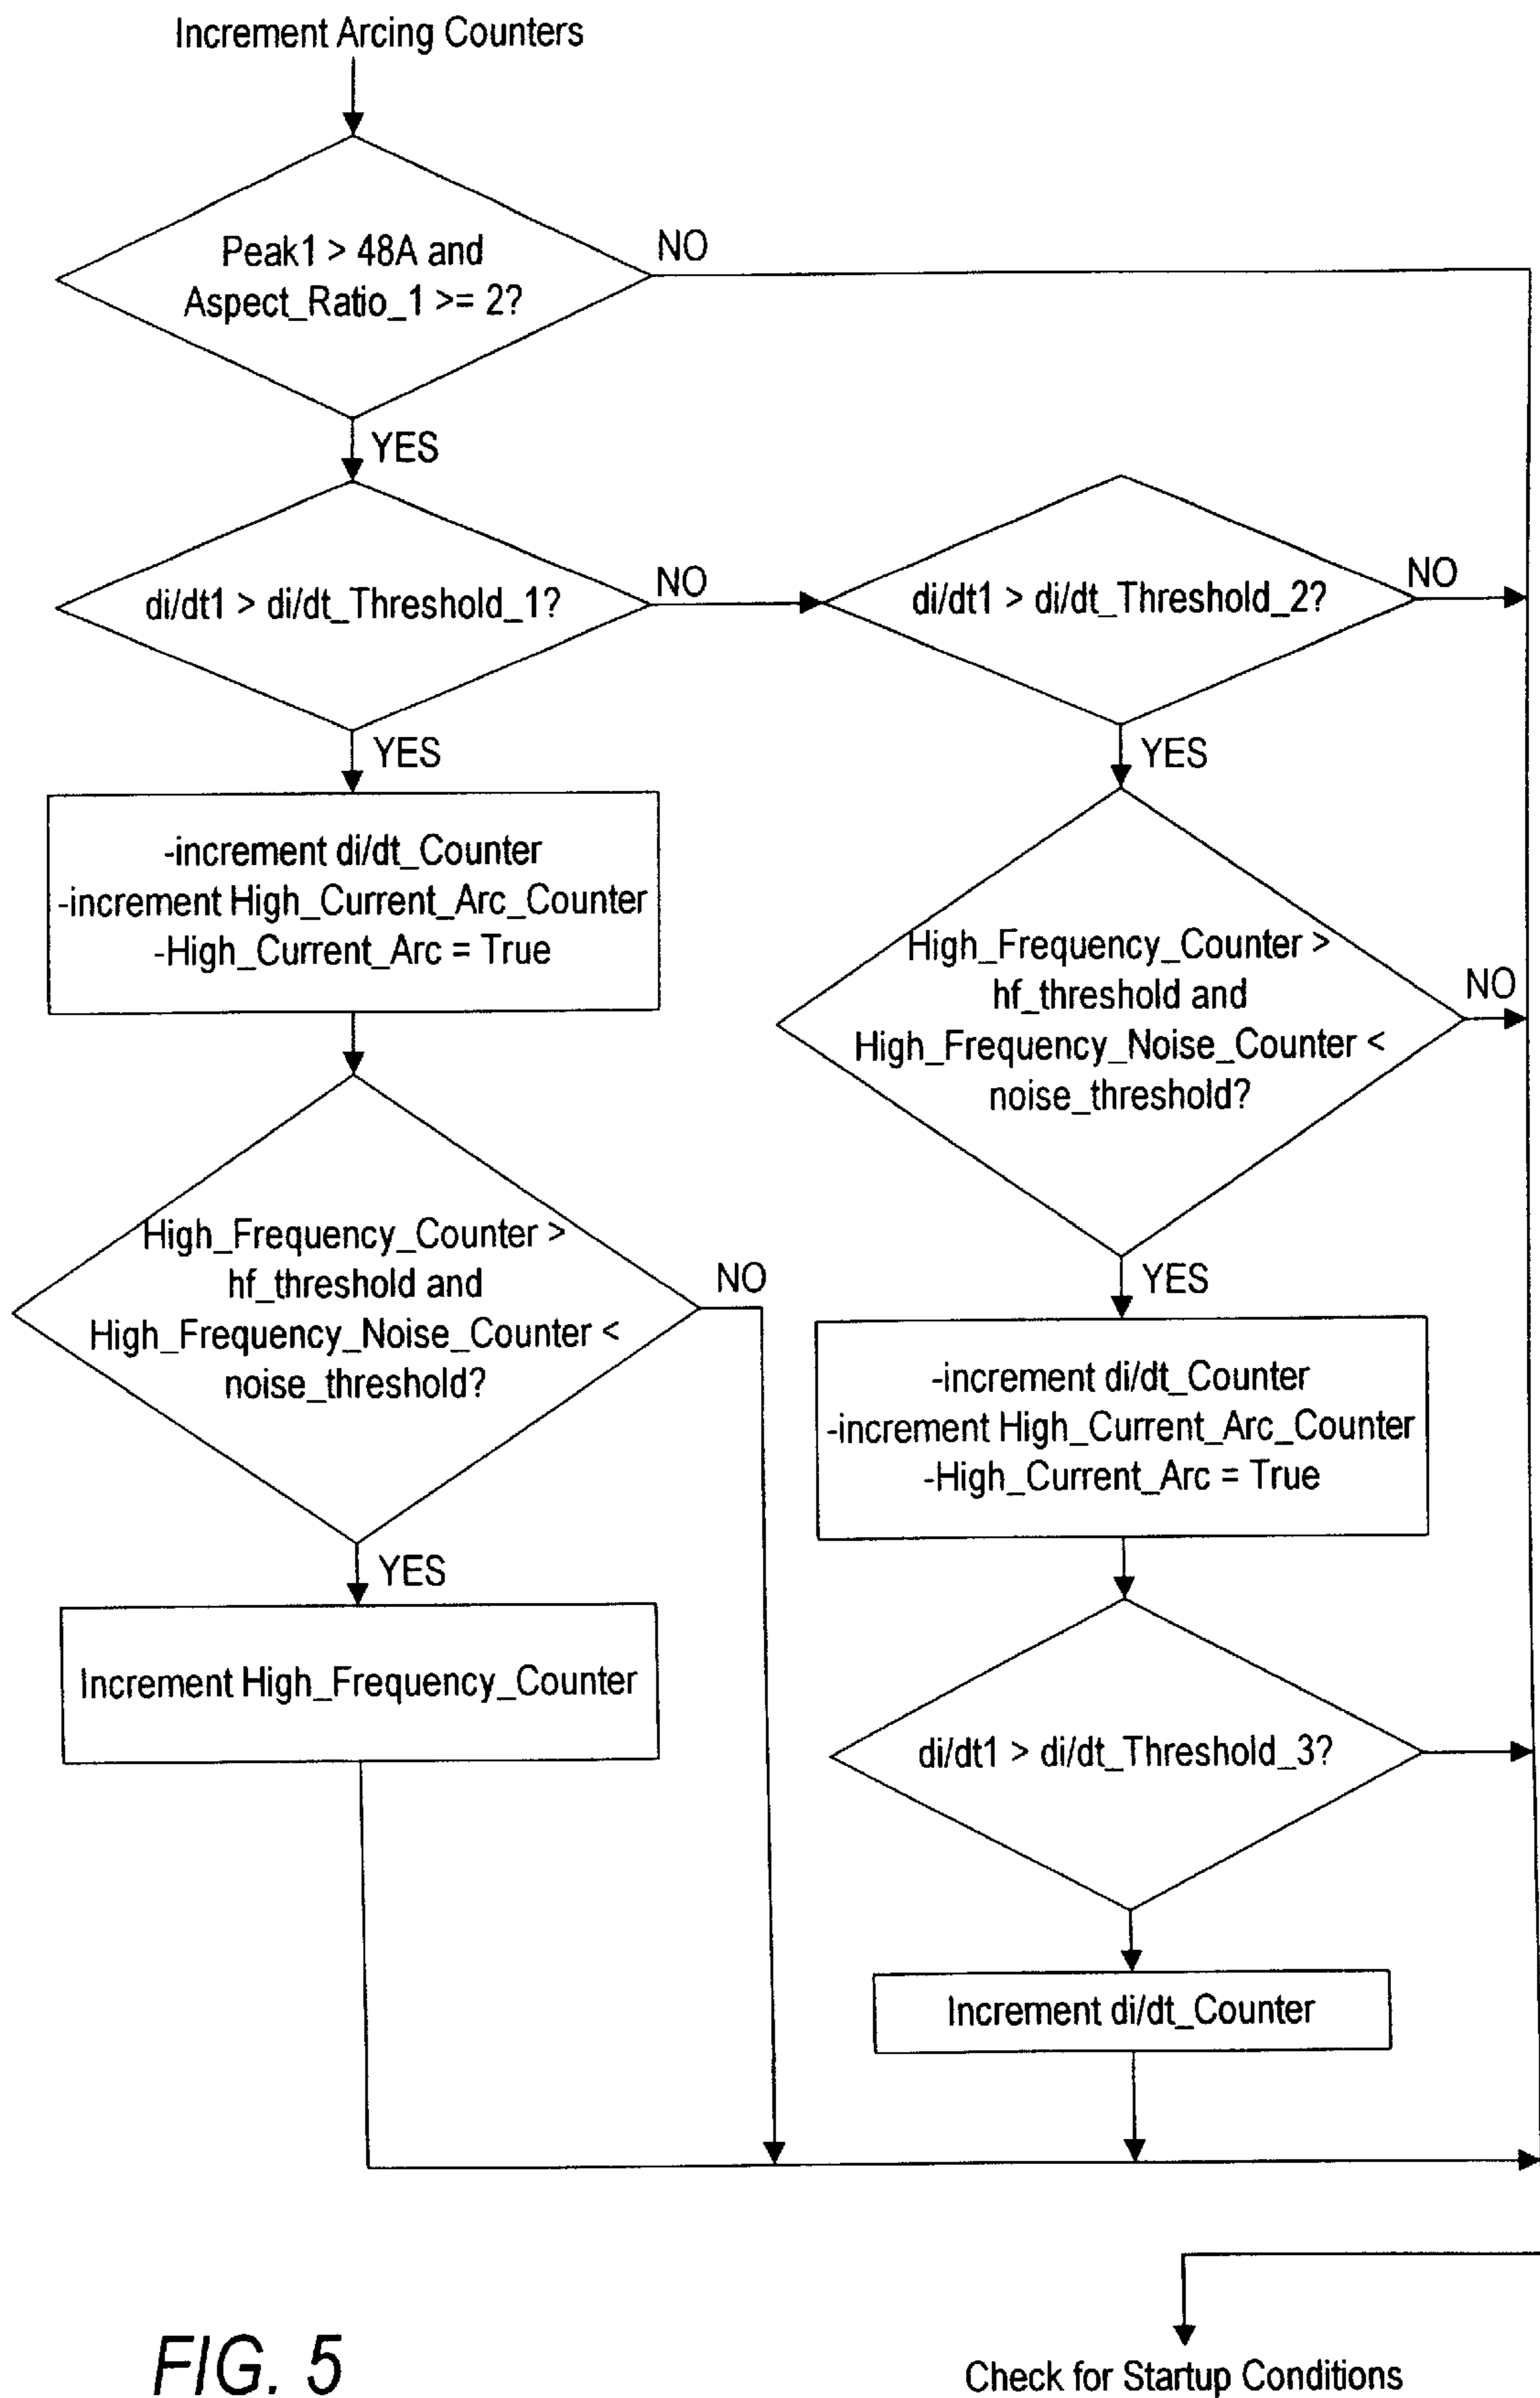 Increment Arcing Counters
Peak1 > 48A and
Aspect_Ratio_1 >= 2?
NO
YES
di/dt1 > di/dt_Threshold_1?
NO
di/dt1 > di/dt_Threshold_2?
NO
YES
-increment di/dt_Counter
-increment High_Current_Arc_Counter
-High_Current_Arc = True
YES
High_Frequency_Counter >
hf_threshold and
High_Frequency_Noise_Counter <
noise_threshold?
NO
High_Frequency_Counter >
hf_threshold and
High_Frequency_Noise_Counter <
noise_threshold?
NO
YES
Increment High_Frequency_Counter
YES
-increment di/dt_Counter
-increment High_Current_Arc_Counter
-High_Current_Arc = True
di/dt1 > di/dt_Threshold_3?
Increment di/dt_Counter
Check for Startup Conditions
FIG. 5